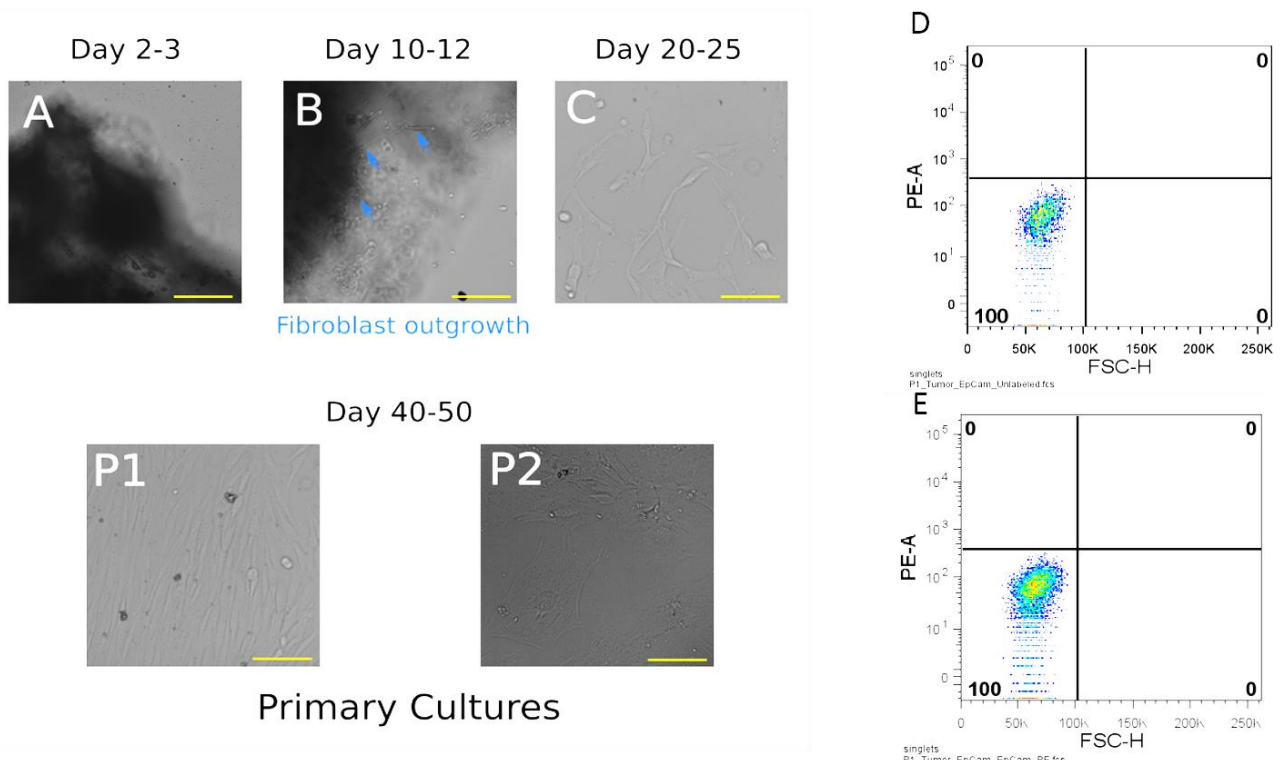 Day 2-3
Day 10-12
Day 20-25
A
B
C
Fibroblast outgrowth
Day 40-50
P1
P2
Primary Cultures
D
0
0
100
0
10^5
10^4
10^3
10^2
10^1
0
PE-A
0
50K
100K
150K
200K
250K
FSC-H
singlets
P1_Tumor_EpCam_Unlabeled.fcs
E
0
0
100
0
10^5
10^4
10^3
10^2
10^1
0
PE-A
0
50K
100K
150K
200K
250K
FSC-H
singlets
P1_Tumor_EpCam_EpCam_PE.fcs